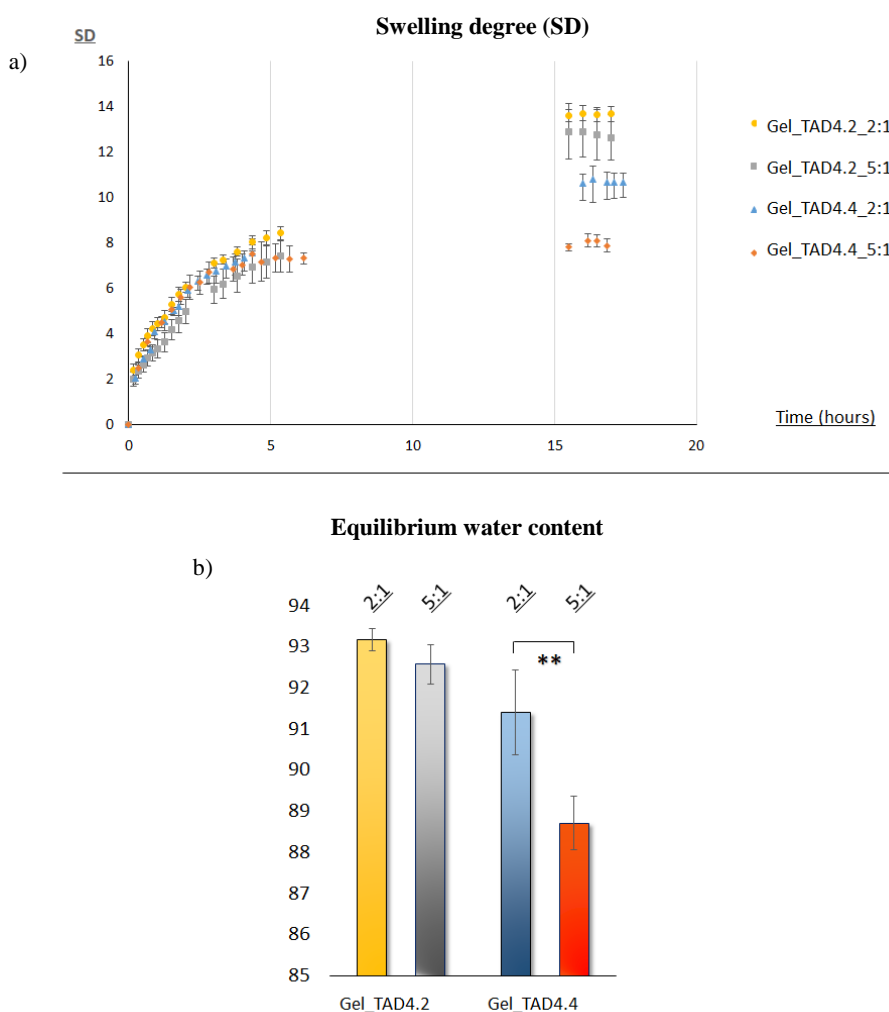 Swelling degree (SD)
SD
a)
16
14
12
10
8
6
4
2
0
0 5 10 15 20
Time (hours)
Gel_TAD4.2_2:1
Gel_TAD4.2_5:1
Gel_TAD4.4_2:1
Gel_TAD4.4_5:1
Equilibrium water content
b)
2:1 5:1 2:1 5:1
**
94
93
92
91
90
89
88
87
86
85
Gel_TAD4.2 Gel_TAD4.4